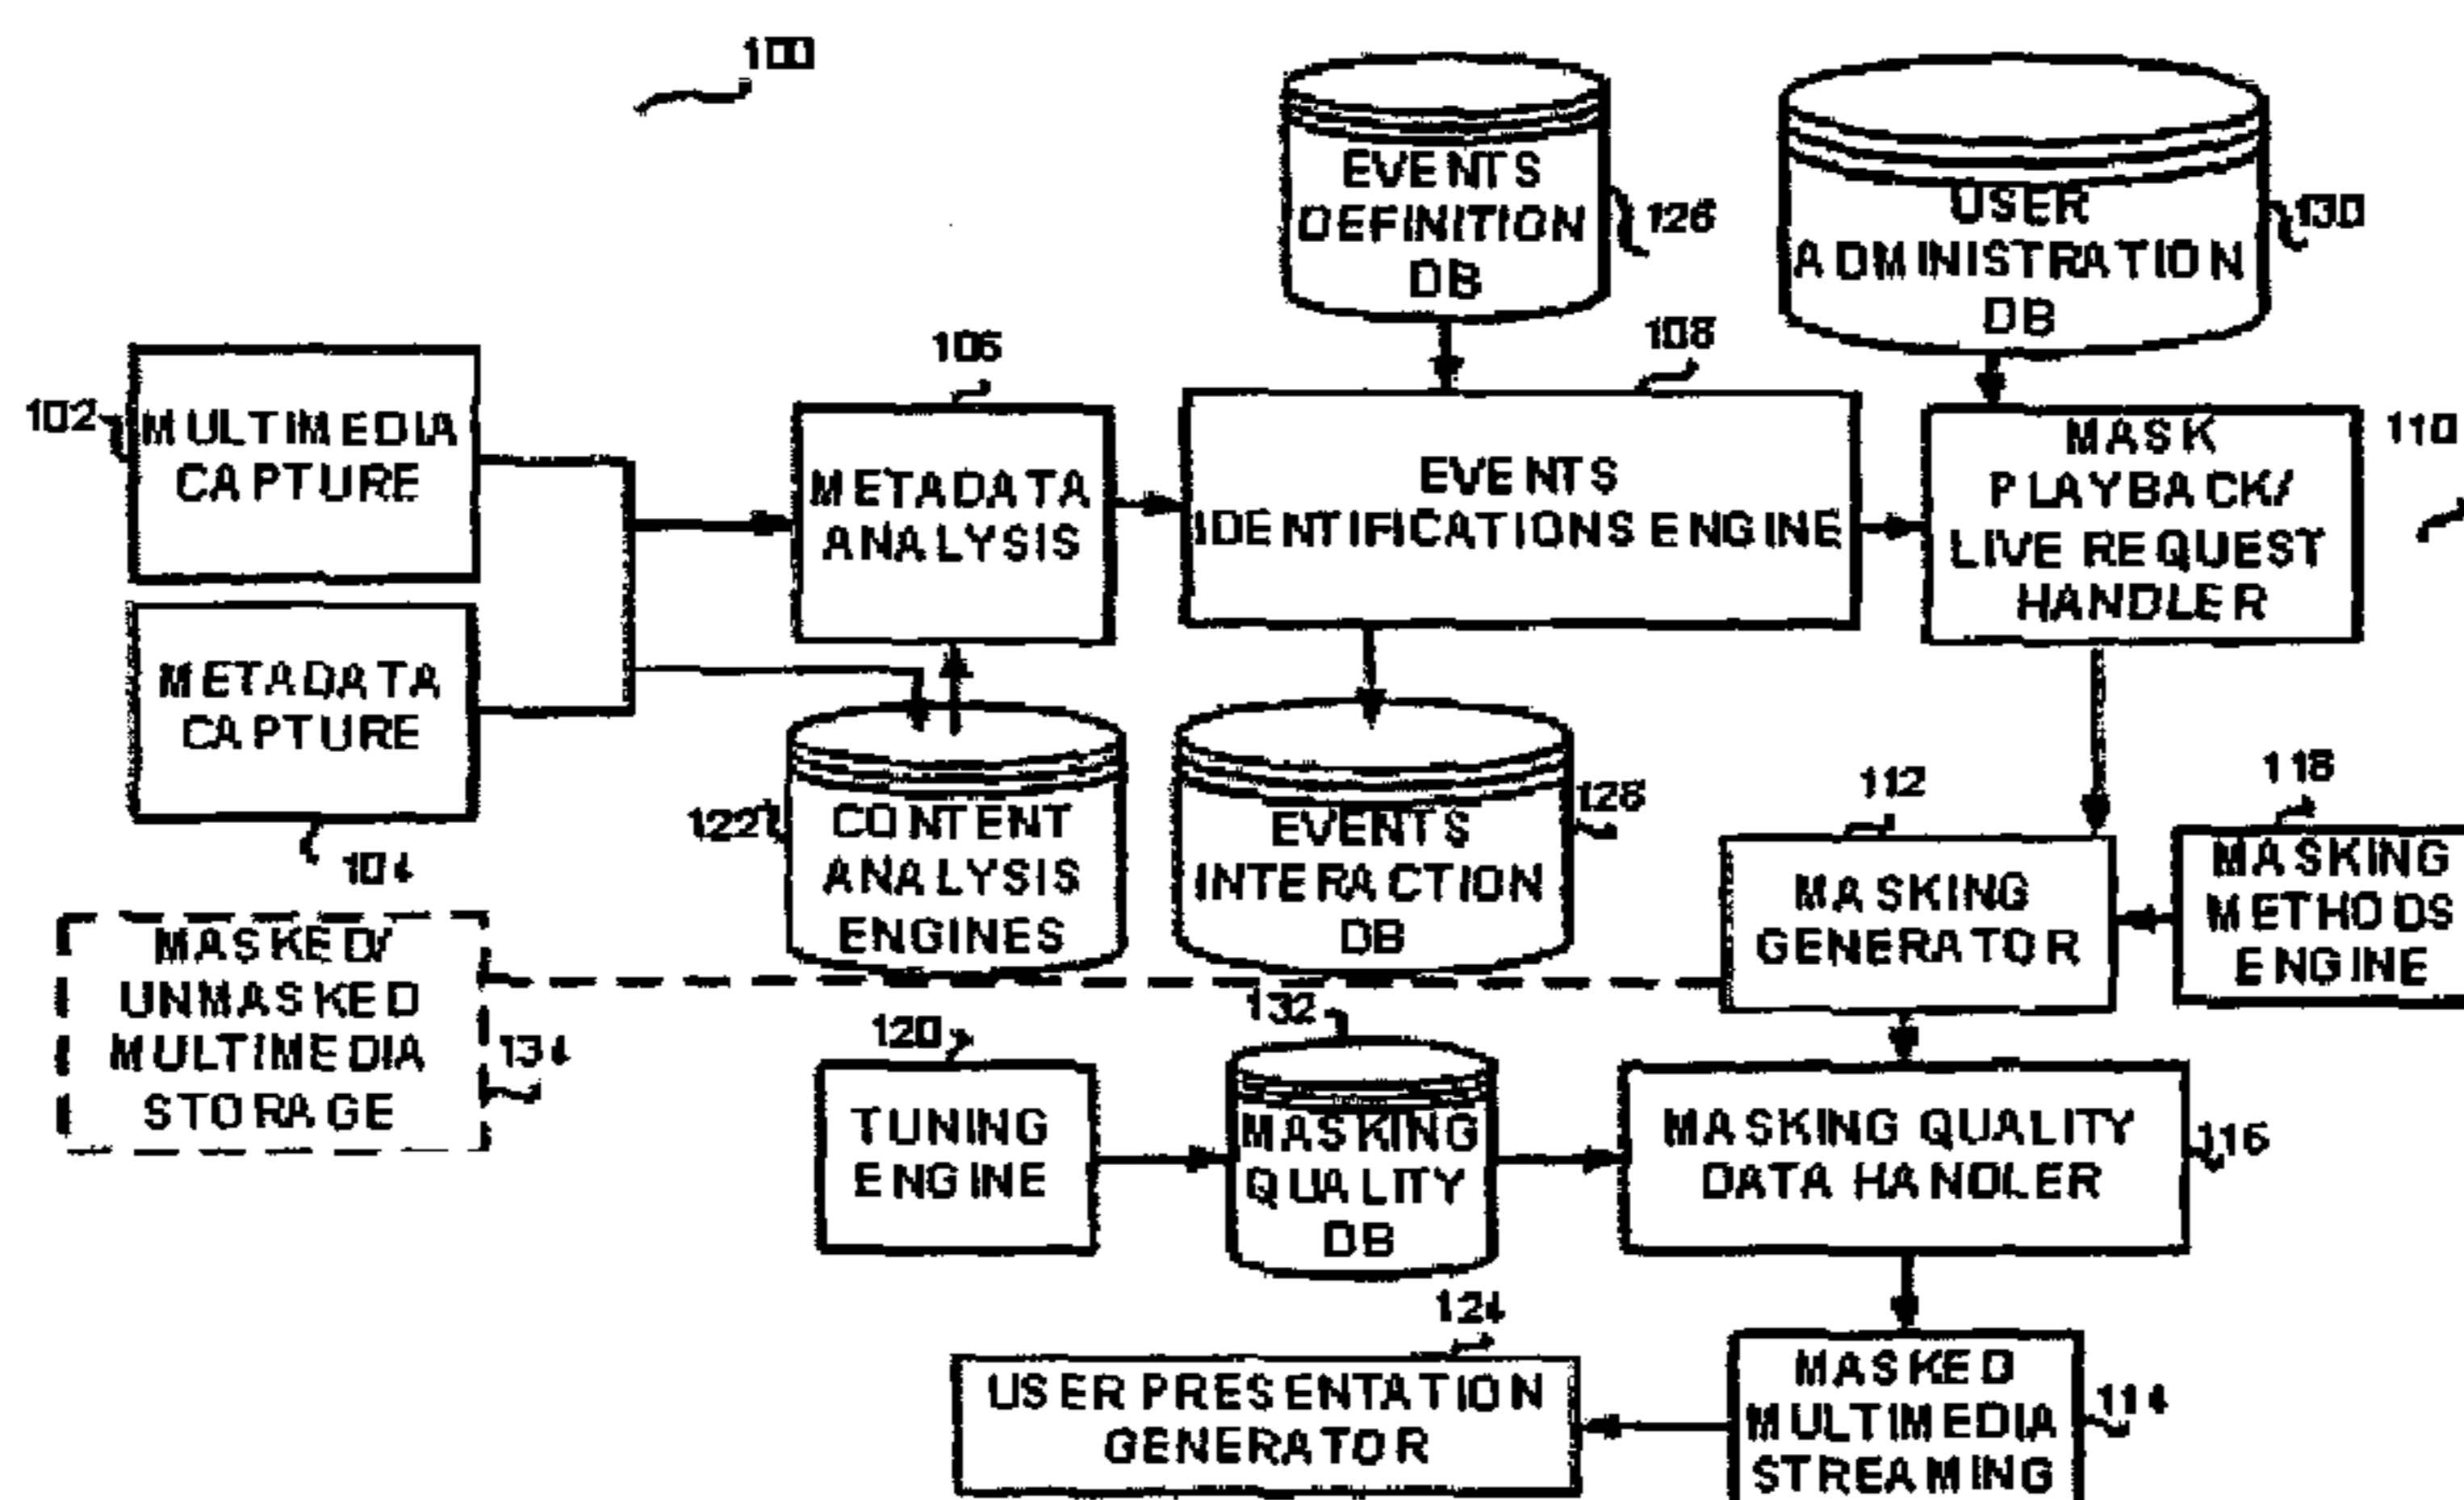 100
EVENTS
DEFINITION
DB
126
USER
ADMINISTRATION
DB
130
102
MULTIMEDIA
CAPTURE
106
METADATA
ANALYSIS
108
EVENTS
IDENTIFICATIONS ENGINE
MASK
PLAYBACK/
LIVE REQUEST
HANDLER
110
METADATA
CAPTURE
104
122
CONTENT
ANALYSIS
ENGINES
EVENTS
INTERACTION
DB
128
112
MASKING
GENERATOR
118
MASKING
METHODS
ENGINE
MASKED/
UNMASKED
MULTIMEDIA
STORAGE
134
120
TUNING
ENGINE
132
MASKING
QUALITY
DB
MASKING QUALITY
DATA HANDLER
116
124
USER PRESENTATION
GENERATOR
MASKED
MULTIMEDIA
STREAMING
114